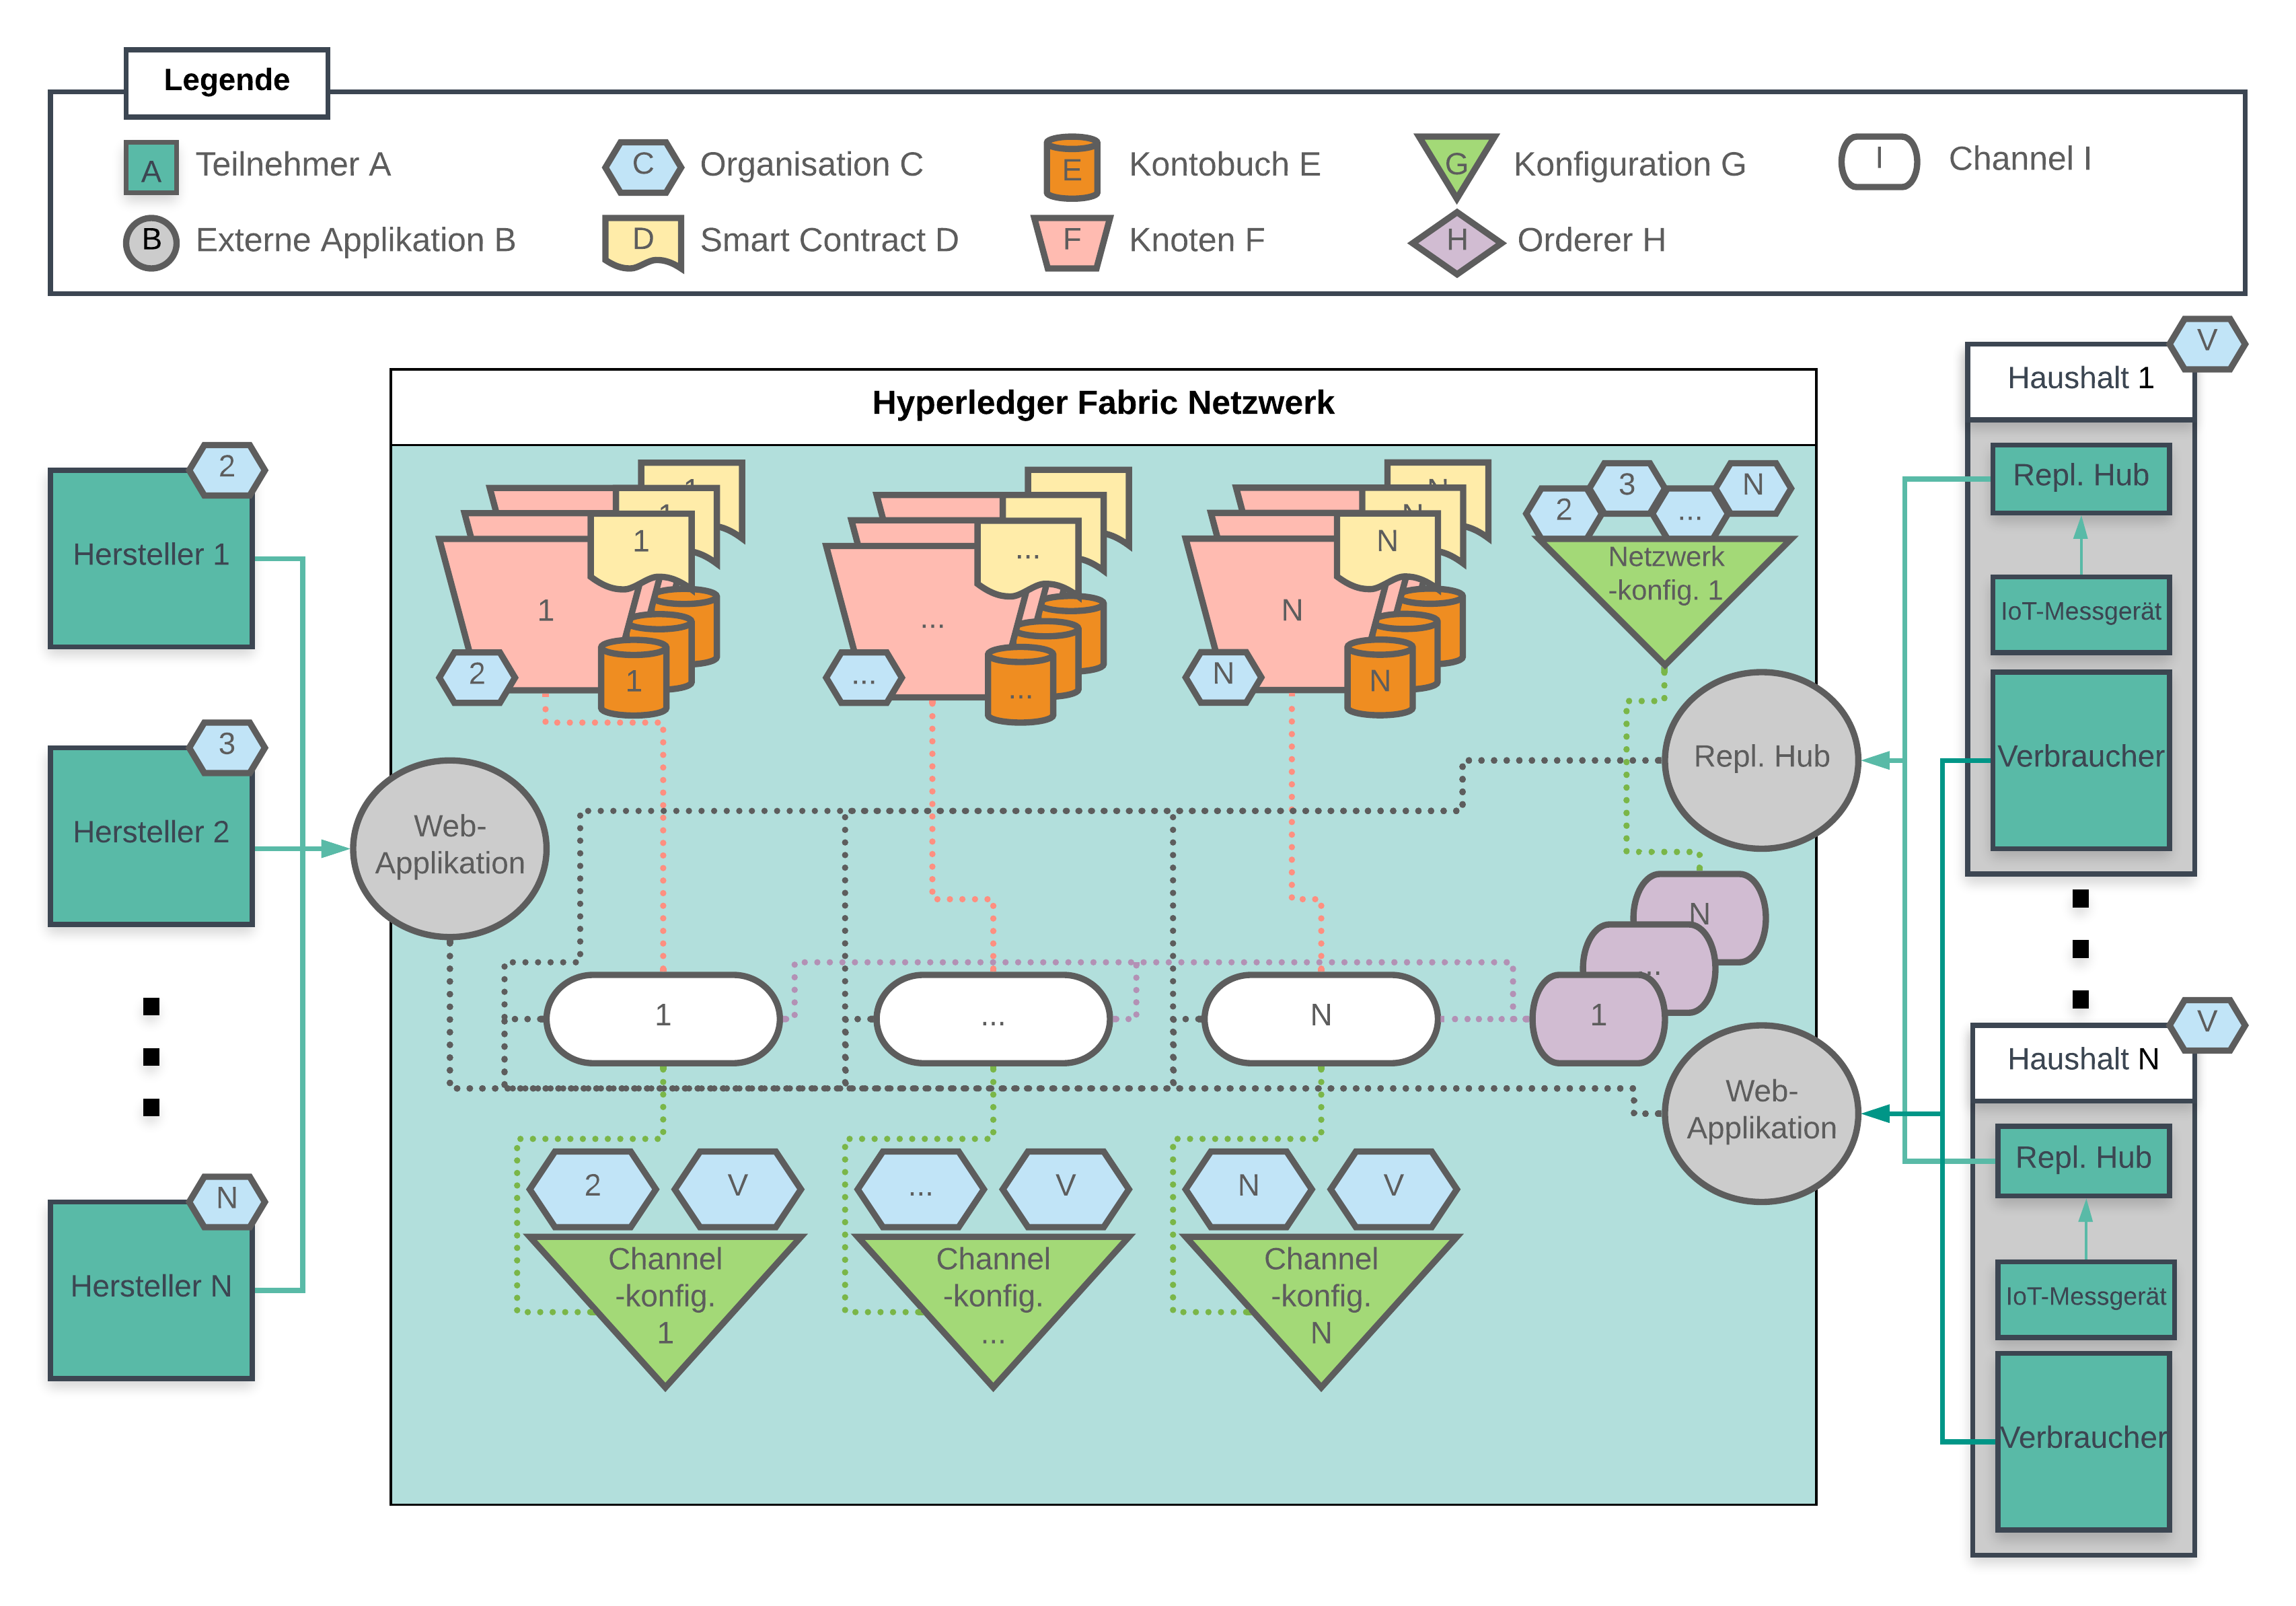 Legende
A Teilnehmer A
C Organisation C
E Kontobuch E
G Konfiguration G
I Channel I
B Externe Applikation B
D Smart Contract D
F Knoten F
H Orderer H
Hyperledger Fabric Netzwerk
2
Hersteller 1
3
Hersteller 2
N
Hersteller N
Web-
Applikation
1
1
1
1
2
1
...
...
...
...
N
N
N
N
N
N
2
3
...
N
Netzwerk
-konfig. 1
Repl. Hub
N
...
1
1
...
N
Web-
Applikation
2
V
Channel
-konfig.
1
...
V
Channel
-konfig.
...
N
V
Channel
-konfig.
N
V
Haushalt 1
Repl. Hub
IoT-Messgerät
Verbraucher
V
Haushalt N
Repl. Hub
IoT-Messgerät
Verbraucher